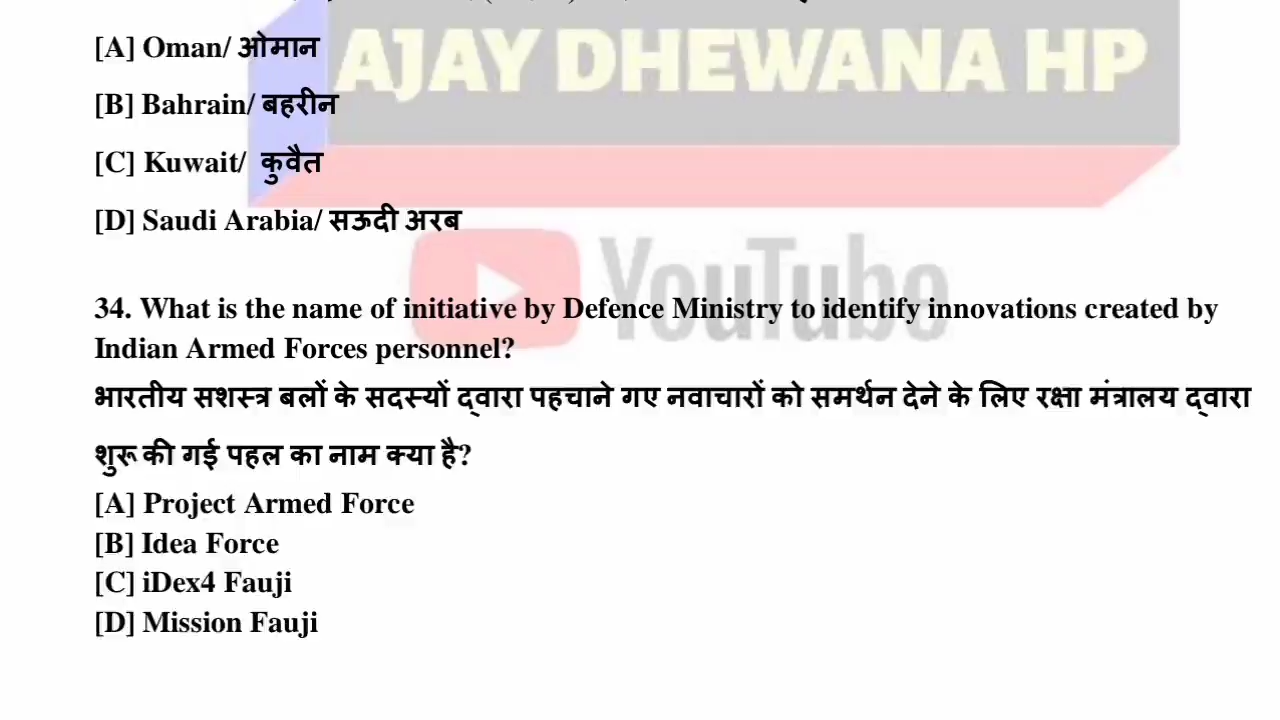 AJAY DHEWANA HP
[A] Oman/ ओमान
[B] Bahrain/ बहरीन
[C] Kuwait/ कुवैत
[D] Saudi Arabia/ सऊदी अरब
YouTube
34. What is the name of initiative by Defence Ministry to identify innovations created by
Indian Armed Forces personnel?
भारतीय सशस्त्र बलों के सदस्यों द्वारा पहचाने गए नवाचारों को समर्थन देने के लिए रक्षा मंत्रालय द्वारा
शुरू की गई पहल का नाम क्या है?
[A] Project Armed Force
[B] Idea Force
[C] iDex4 Fauji
[D] Mission Fauji